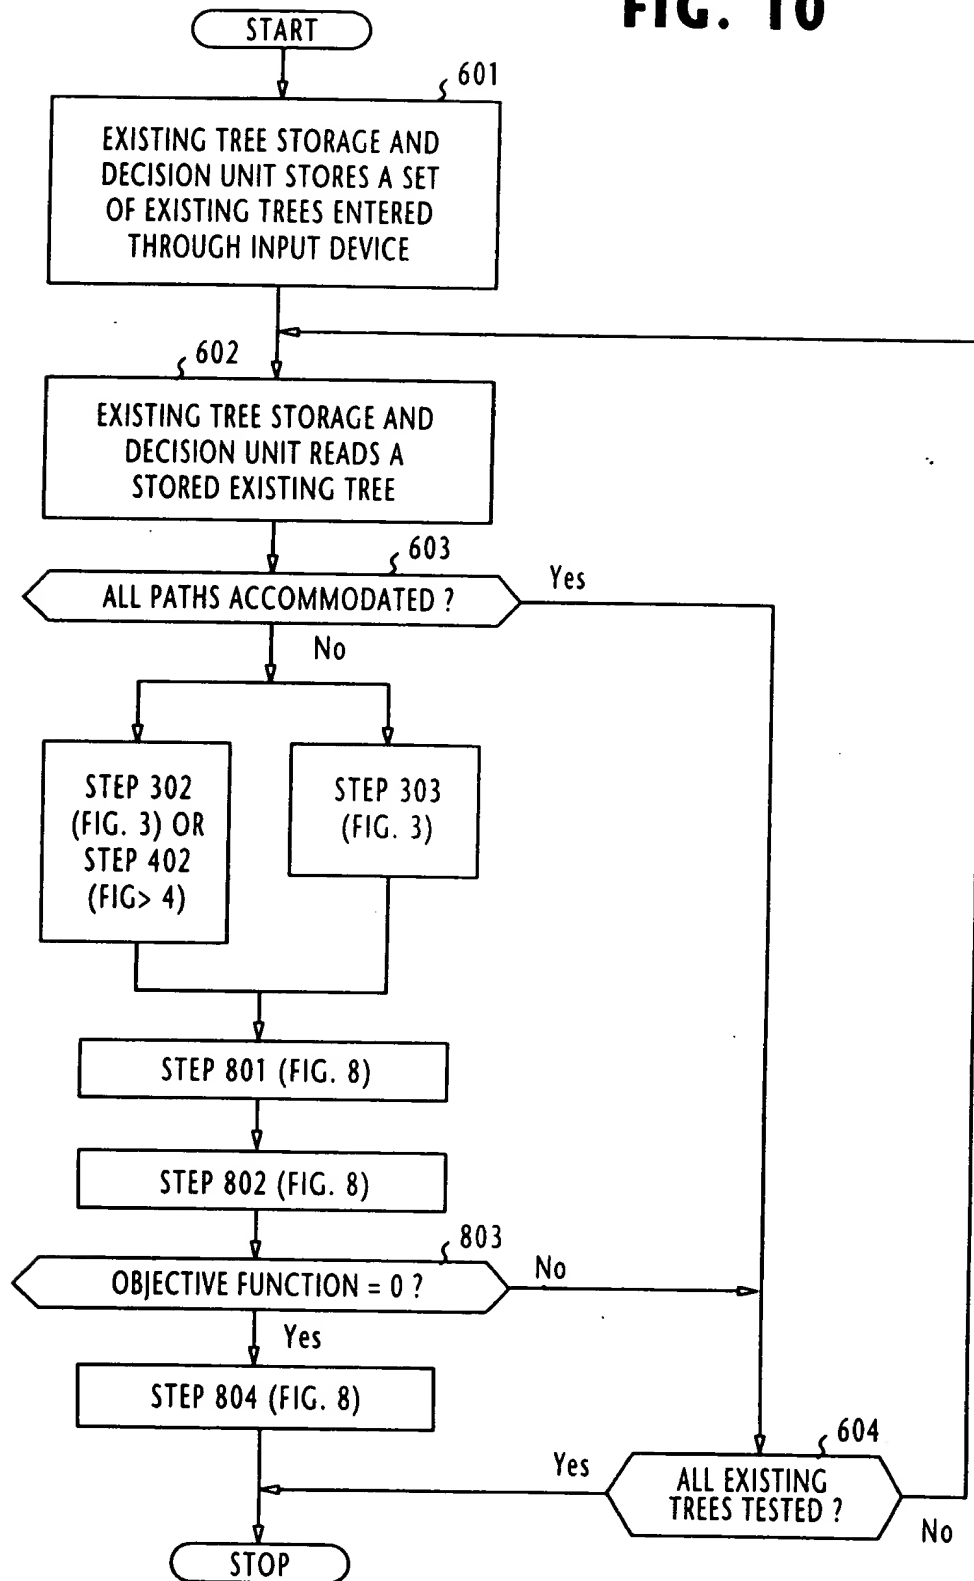 FIG. 10
START
601
EXISTING TREE STORAGE AND
DECISION UNIT STORES A SET
OF EXISTING TREES ENTERED
THROUGH INPUT DEVICE
602
EXISTING TREE STORAGE AND
DECISION UNIT READS A
STORED EXISTING TREE
603
ALL PATHS ACCOMMODATED ?
Yes
No
STEP 302
(FIG. 3) OR
STEP 402
(FIG> 4)
STEP 303
(FIG. 3)
STEP 801 (FIG. 8)
STEP 802 (FIG. 8)
803
OBJECTIVE FUNCTION = 0 ?
No
Yes
STEP 804 (FIG. 8)
604
ALL EXISTING
TREES TESTED ?
Yes
No
STOP